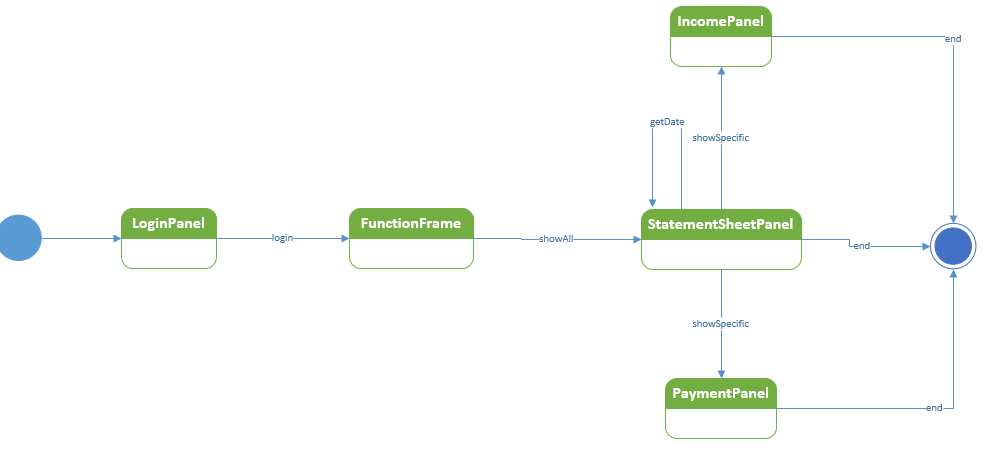 IncomePanel
end
getDate
showSpecific
LoginPanel
login
FunctionFrame
showAll
StatementSheetPanel
end
showSpecific
PaymentPanel
end